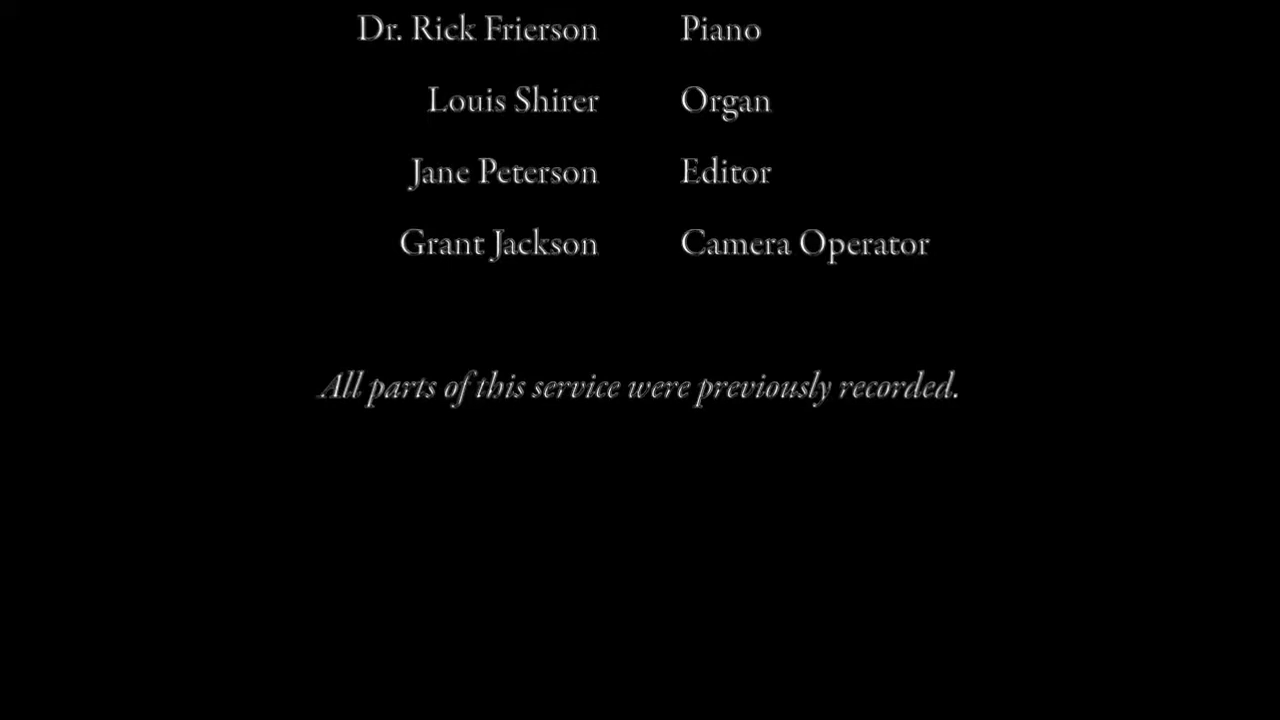 Dr. Rick Frierson Piano
Louis Shirer Organ
Jane Peterson Editor
Grant Jackson Camera Operator
All parts of this service were previously recorded.